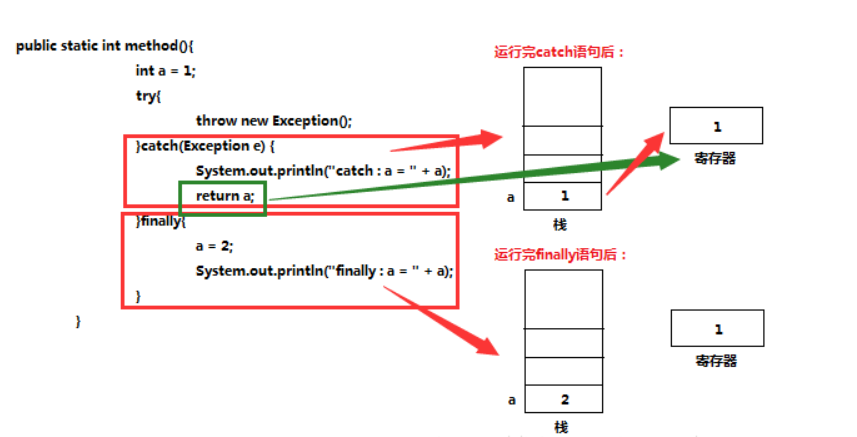 public static int method(){
int a = 1;
try{
throw new Exception();
}catch(Exception e) {
System.out.println("catch : a = " + a);
return a;
}finally{
a = 2;
System.out.println("finally : a = " + a);
}
}
运行完catch语句后：
1
寄存器
a
1
栈
运行完finally语句后：
1
寄存器
a
2
栈